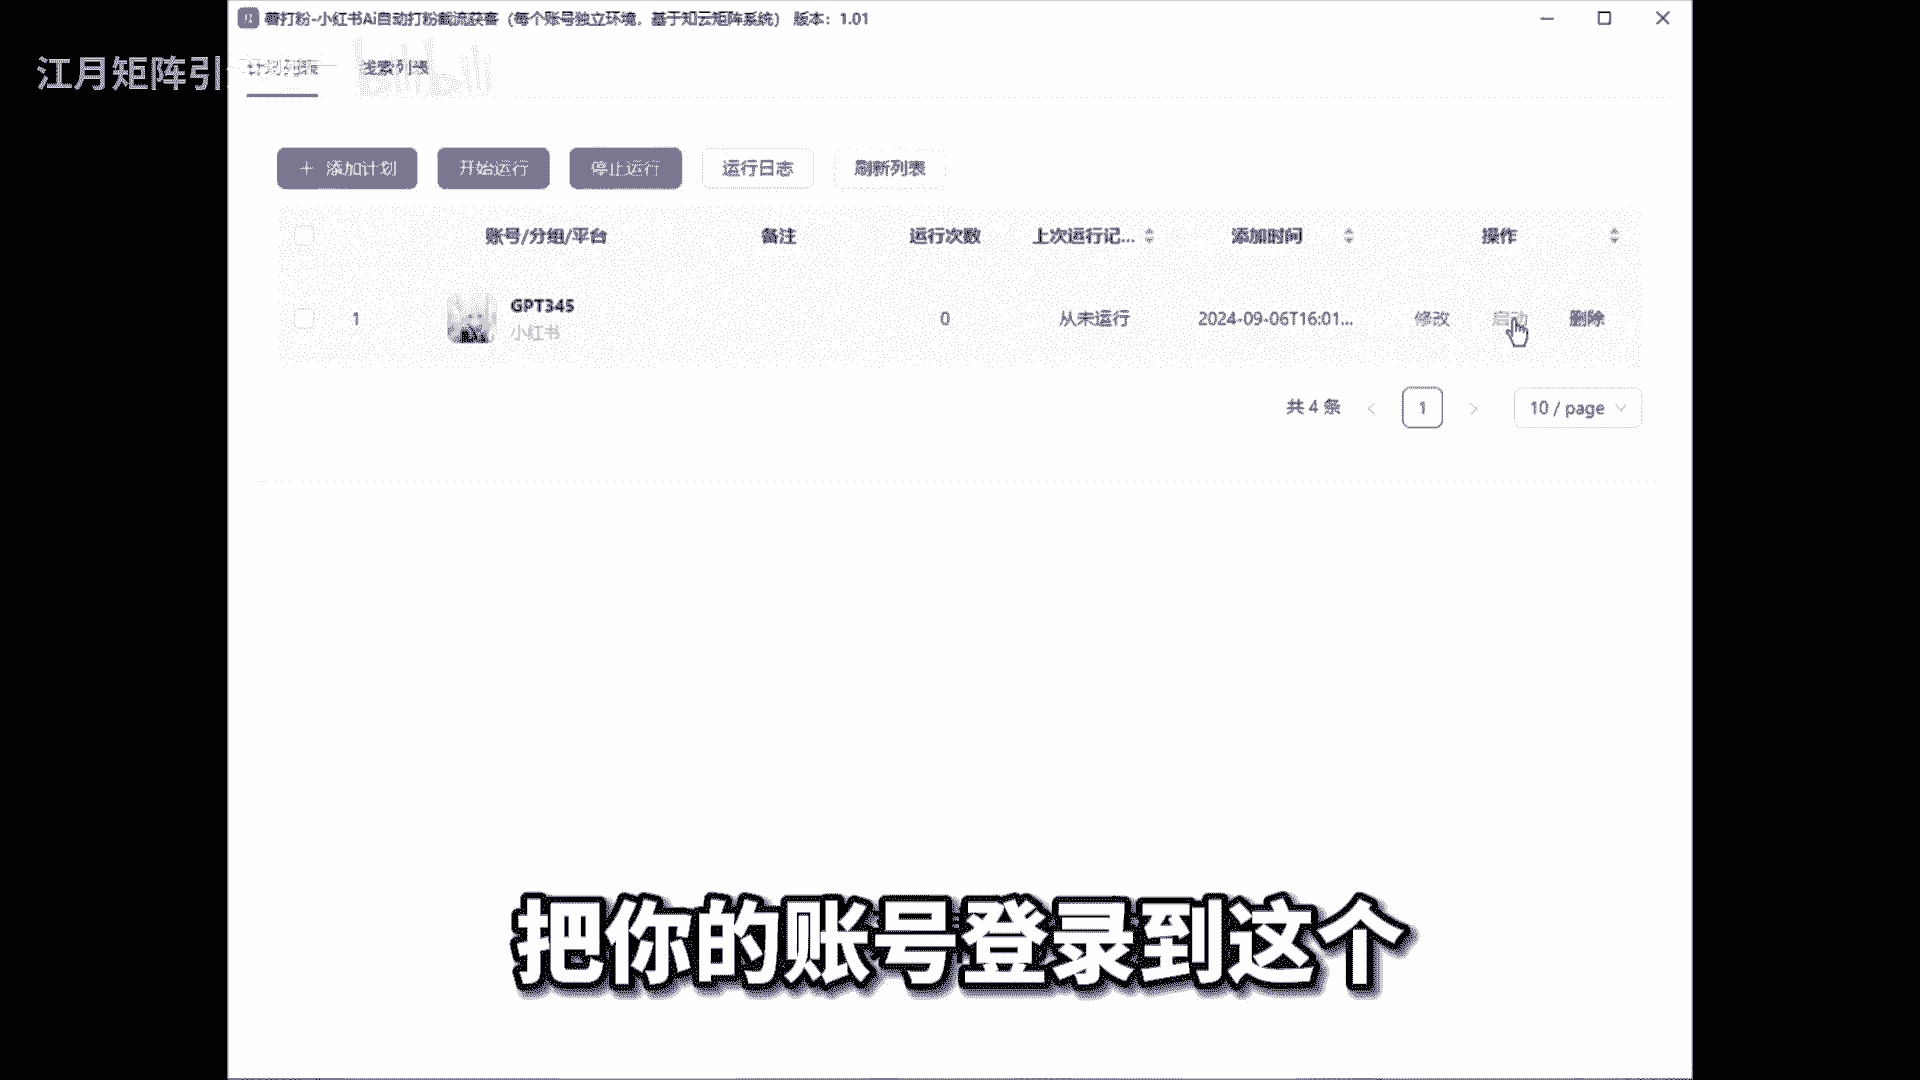 薯打粉-小红书Ai自动打粉截流获客（每个账号独立环境，基于知云矩阵系统） 版本：1.01
江月矩阵引
计划列表 线索列表
bilibili
+ 添加计划 开始运行 停止运行 运行日志 刷新列表
账号/分组/平台 备注 运行次数 上次运行记... 添加时间 操作
1 GPT345 0 从未运行 2024-09-06T16:01... 修改 启动 删除
小红书
共 4 条 < 1 > 10 / page
把你的账号登录到这个